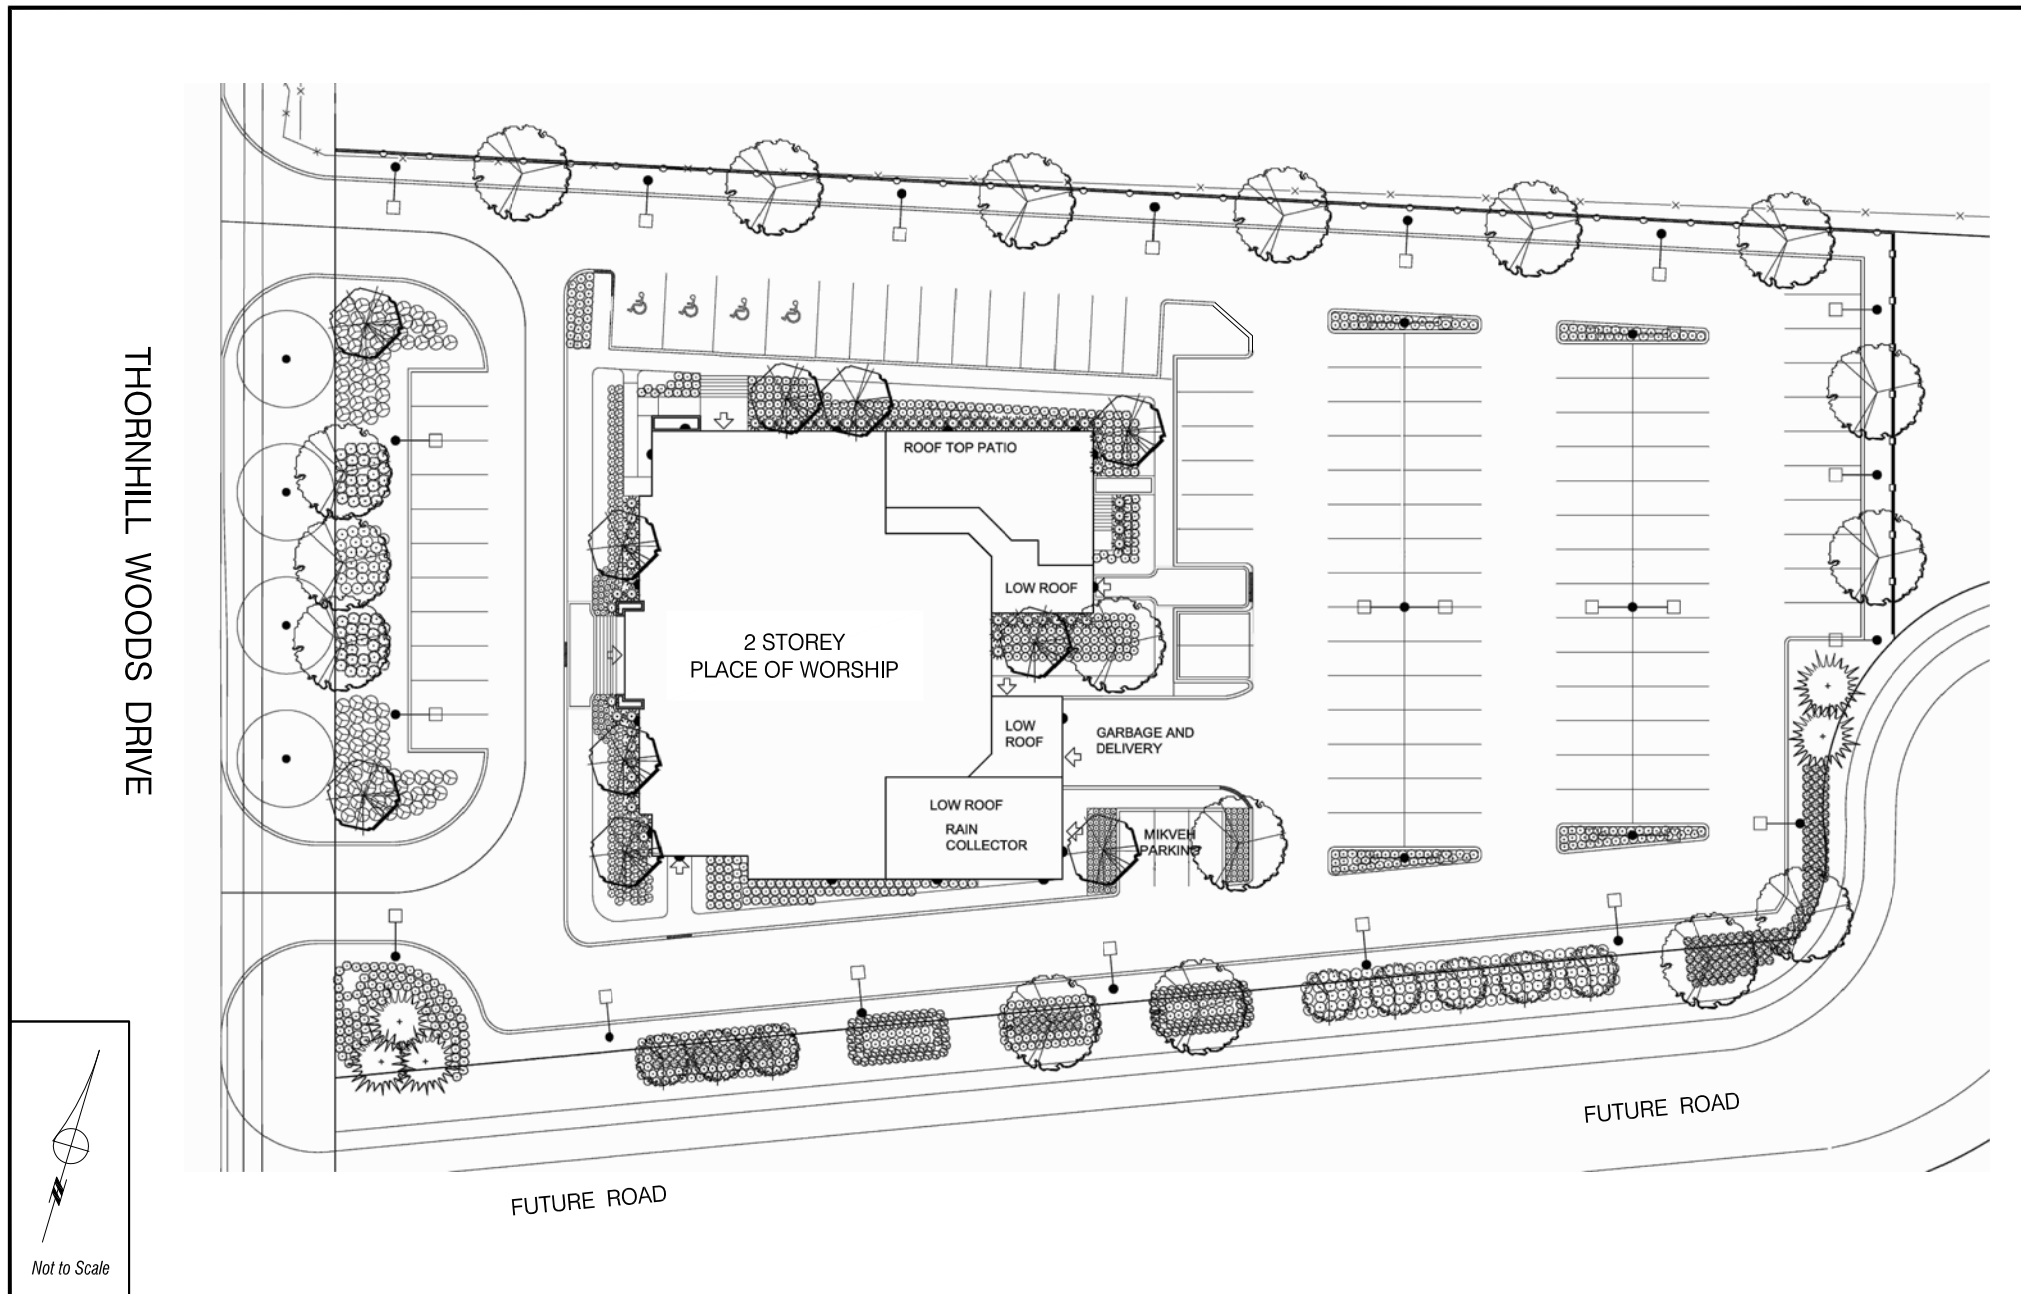 ROOF TOP PATIO
LOW ROOF
2 STOREY
PLACE OF WORSHIP
LOW
ROOF
GARBAGE AND
DELIVERY
LOW ROOF
RAIN
COLLECTOR
MIKVEH
PARKING
THORNHILL WOODS DRIVE
FUTURE ROAD
FUTURE ROAD
N
Not to Scale